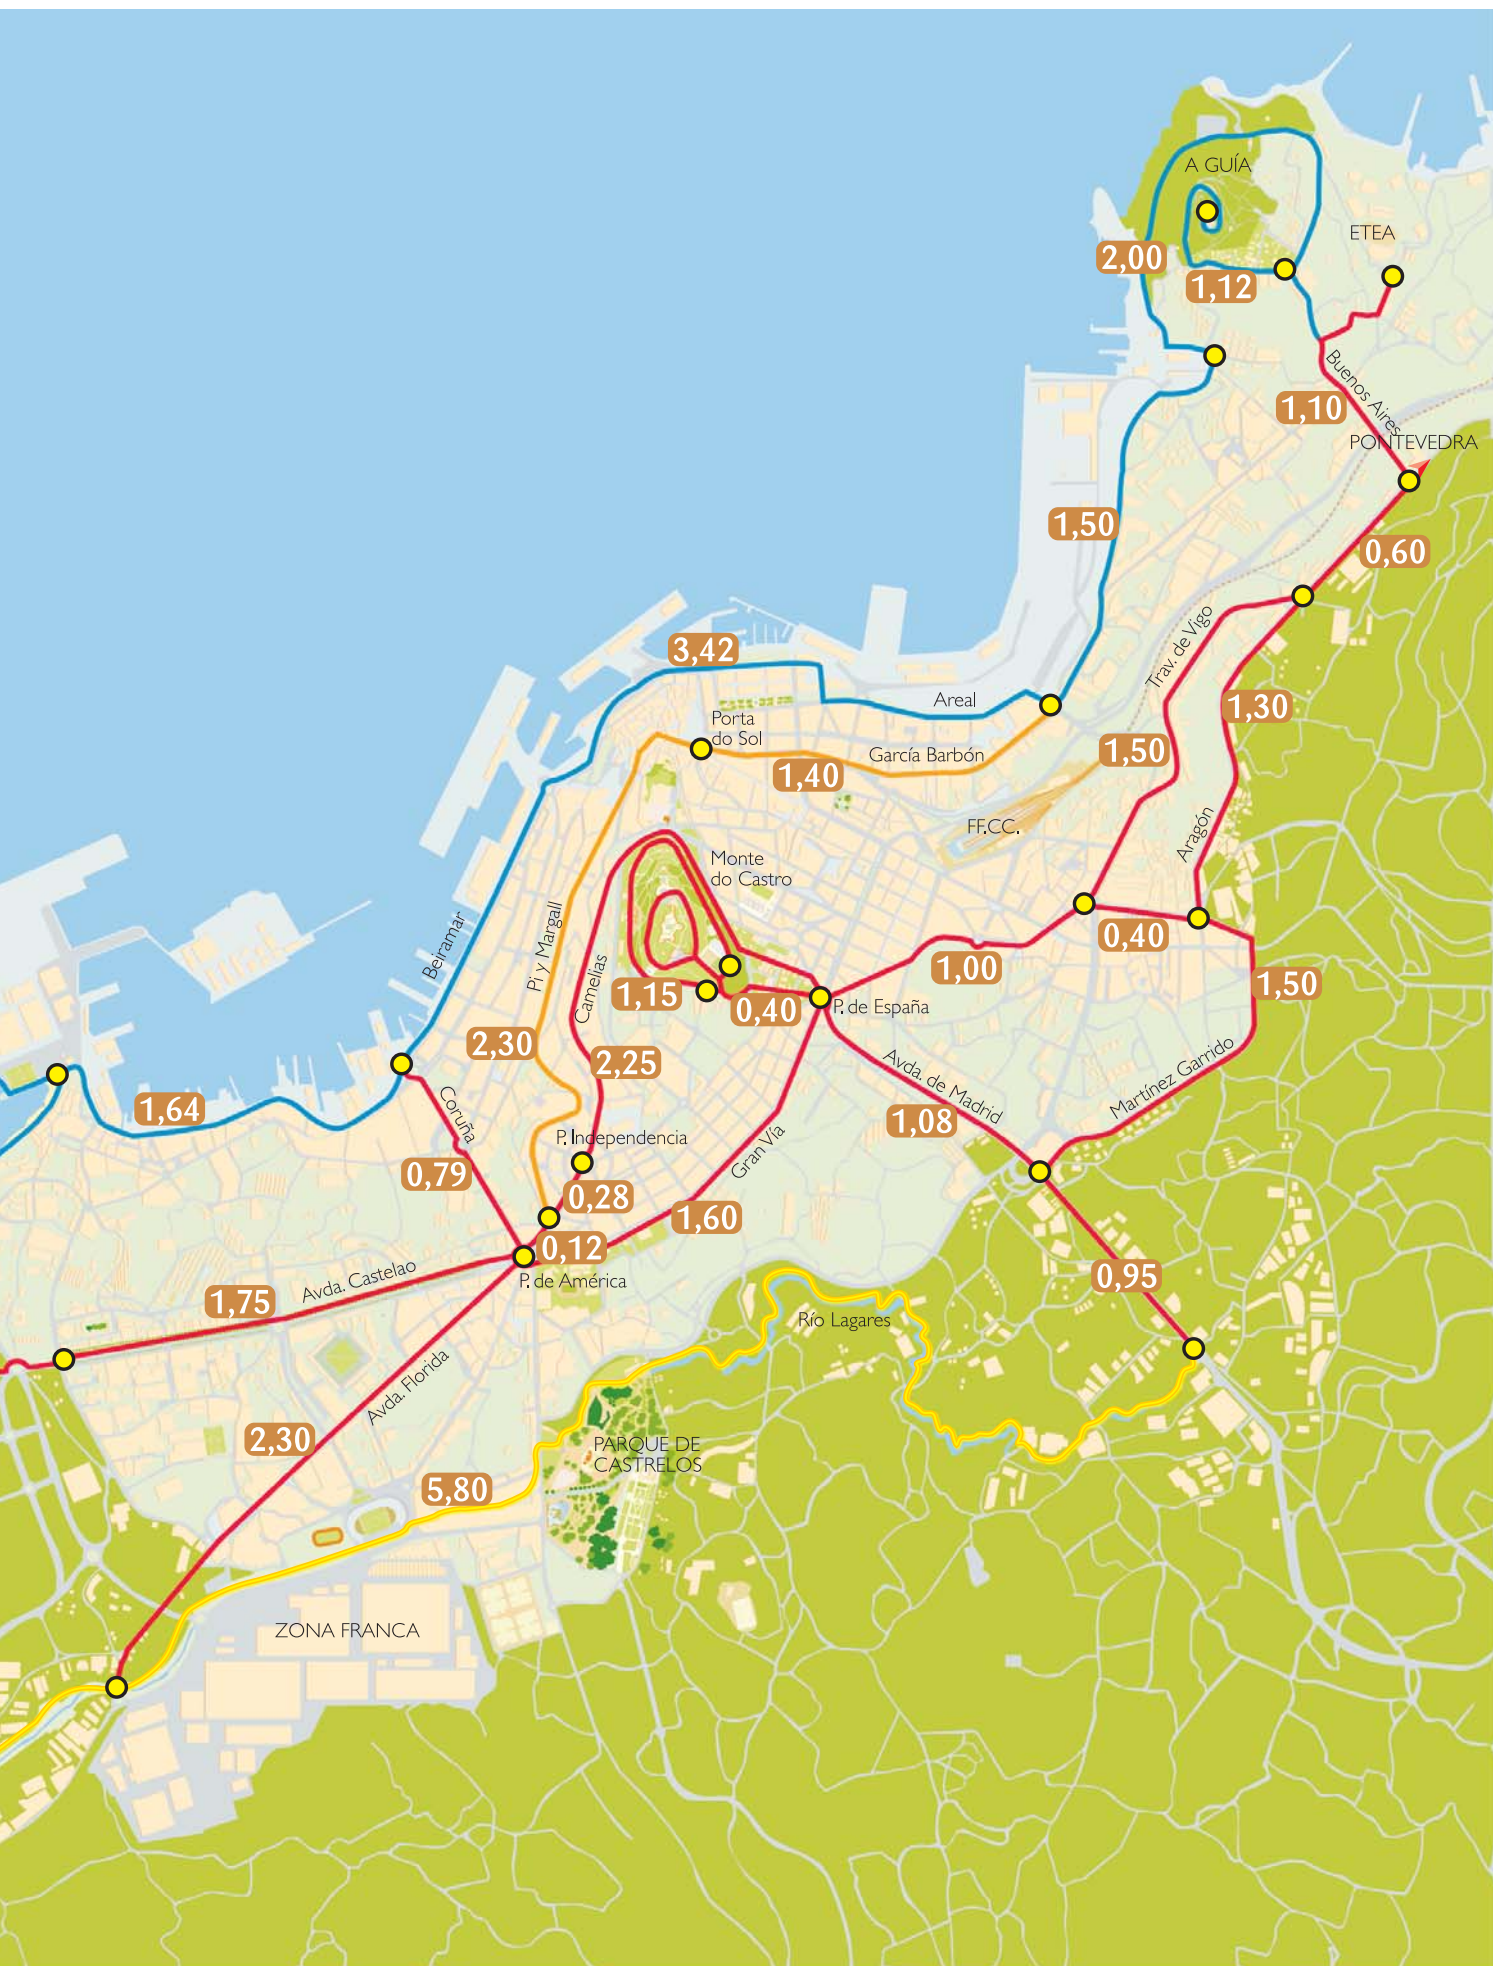 A GUÍA
ETEA
2,00
1,12
Buenos Aires
1,10
PONTEVEDRA
1,50
0,60
Trav. de Vigo
3,42
Areal
1,30
Porta
do Sol
García Barbón
1,50
1,40
FF.CC.
Aragón
Monte
do Castro
Beiramar
Pi y Margall
Camelias
0,40
1,00
1,15
0,40
1,50
P. de España
2,30
2,25
Avda. de Madrid
Martínez Garrido
1,64
Coruña
1,08
P. Independencia
Gran Vía
0,79
0,28
1,60
0,12
P. de América
Avda. Castelao
0,95
1,75
Río Lagares
Avda. Florida
2,30
PARQUE DE
CASTRELOS
5,80
ZONA FRANCA